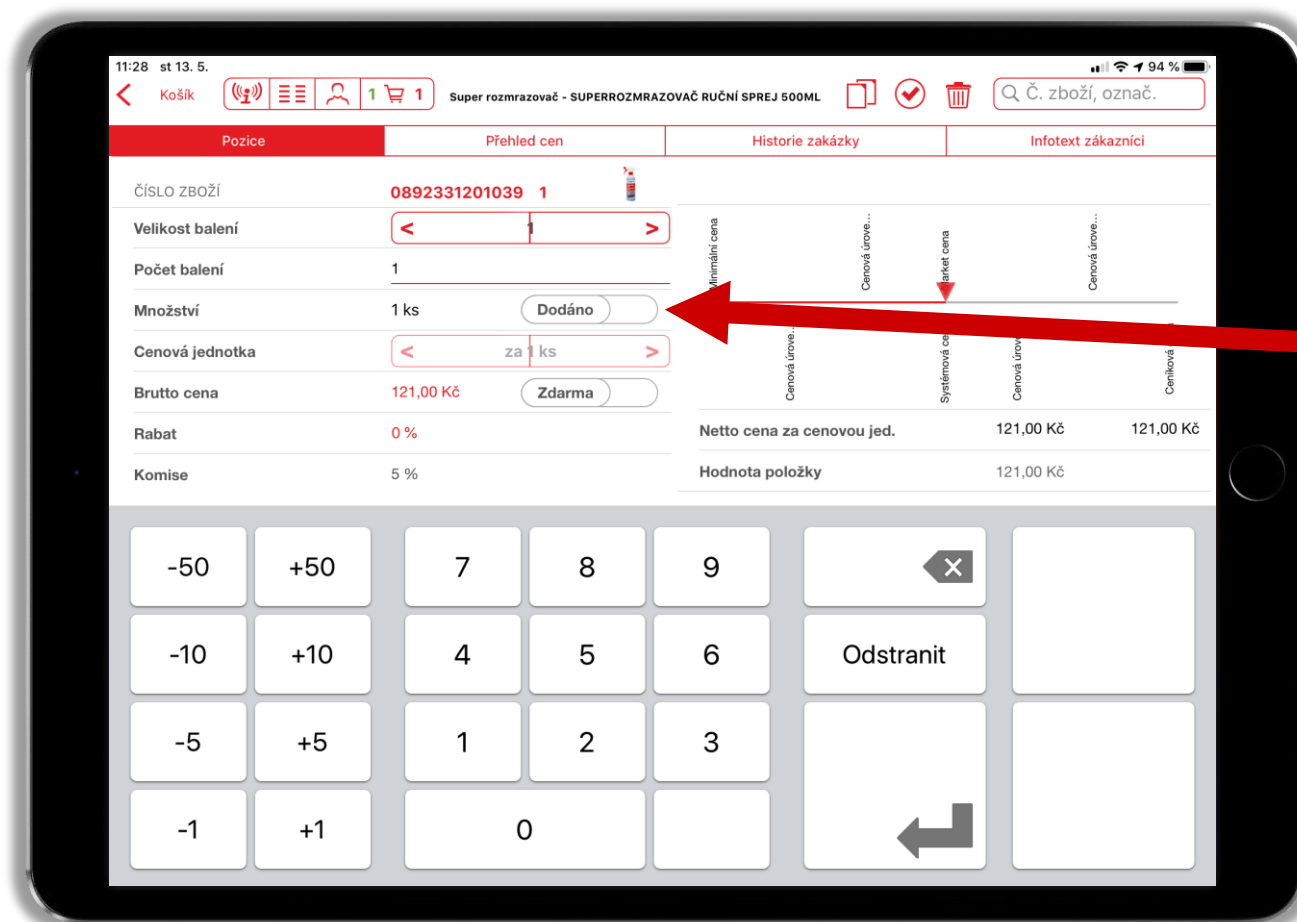 11:28 st 13. 5.
94 %
Košík
1
1
Super rozmrazovač - SUPERROZMRAZOVAČ RUČNÍ SPREJ 500ML
Č. zboží, označ.
Pozice
Přehled cen
Historie zakázky
Infotext zákazníci
ČÍSLO ZBOŽÍ
0892331201039 1
Velikost balení
< 1 >
Počet balení
1
Množství
1 ks
Dodáno
Cenová jednotka
< za 1 ks >
Brutto cena
121,00 Kč
Zdarma
Rabat
0 %
Komise
5 %
Minimální cena
Cenová úrove...
Market cena
Cenová úrove...
Cenová úrove...
Systémová
Cenová
Ceníková
Netto cena za cenovou jed.
121,00 Kč
121,00 Kč
Hodnota položky
121,00 Kč
-50 +50 7 8 9
-10 +10 4 5 6 Odstranit
-5 +5 1 2 3
-1 +1 0